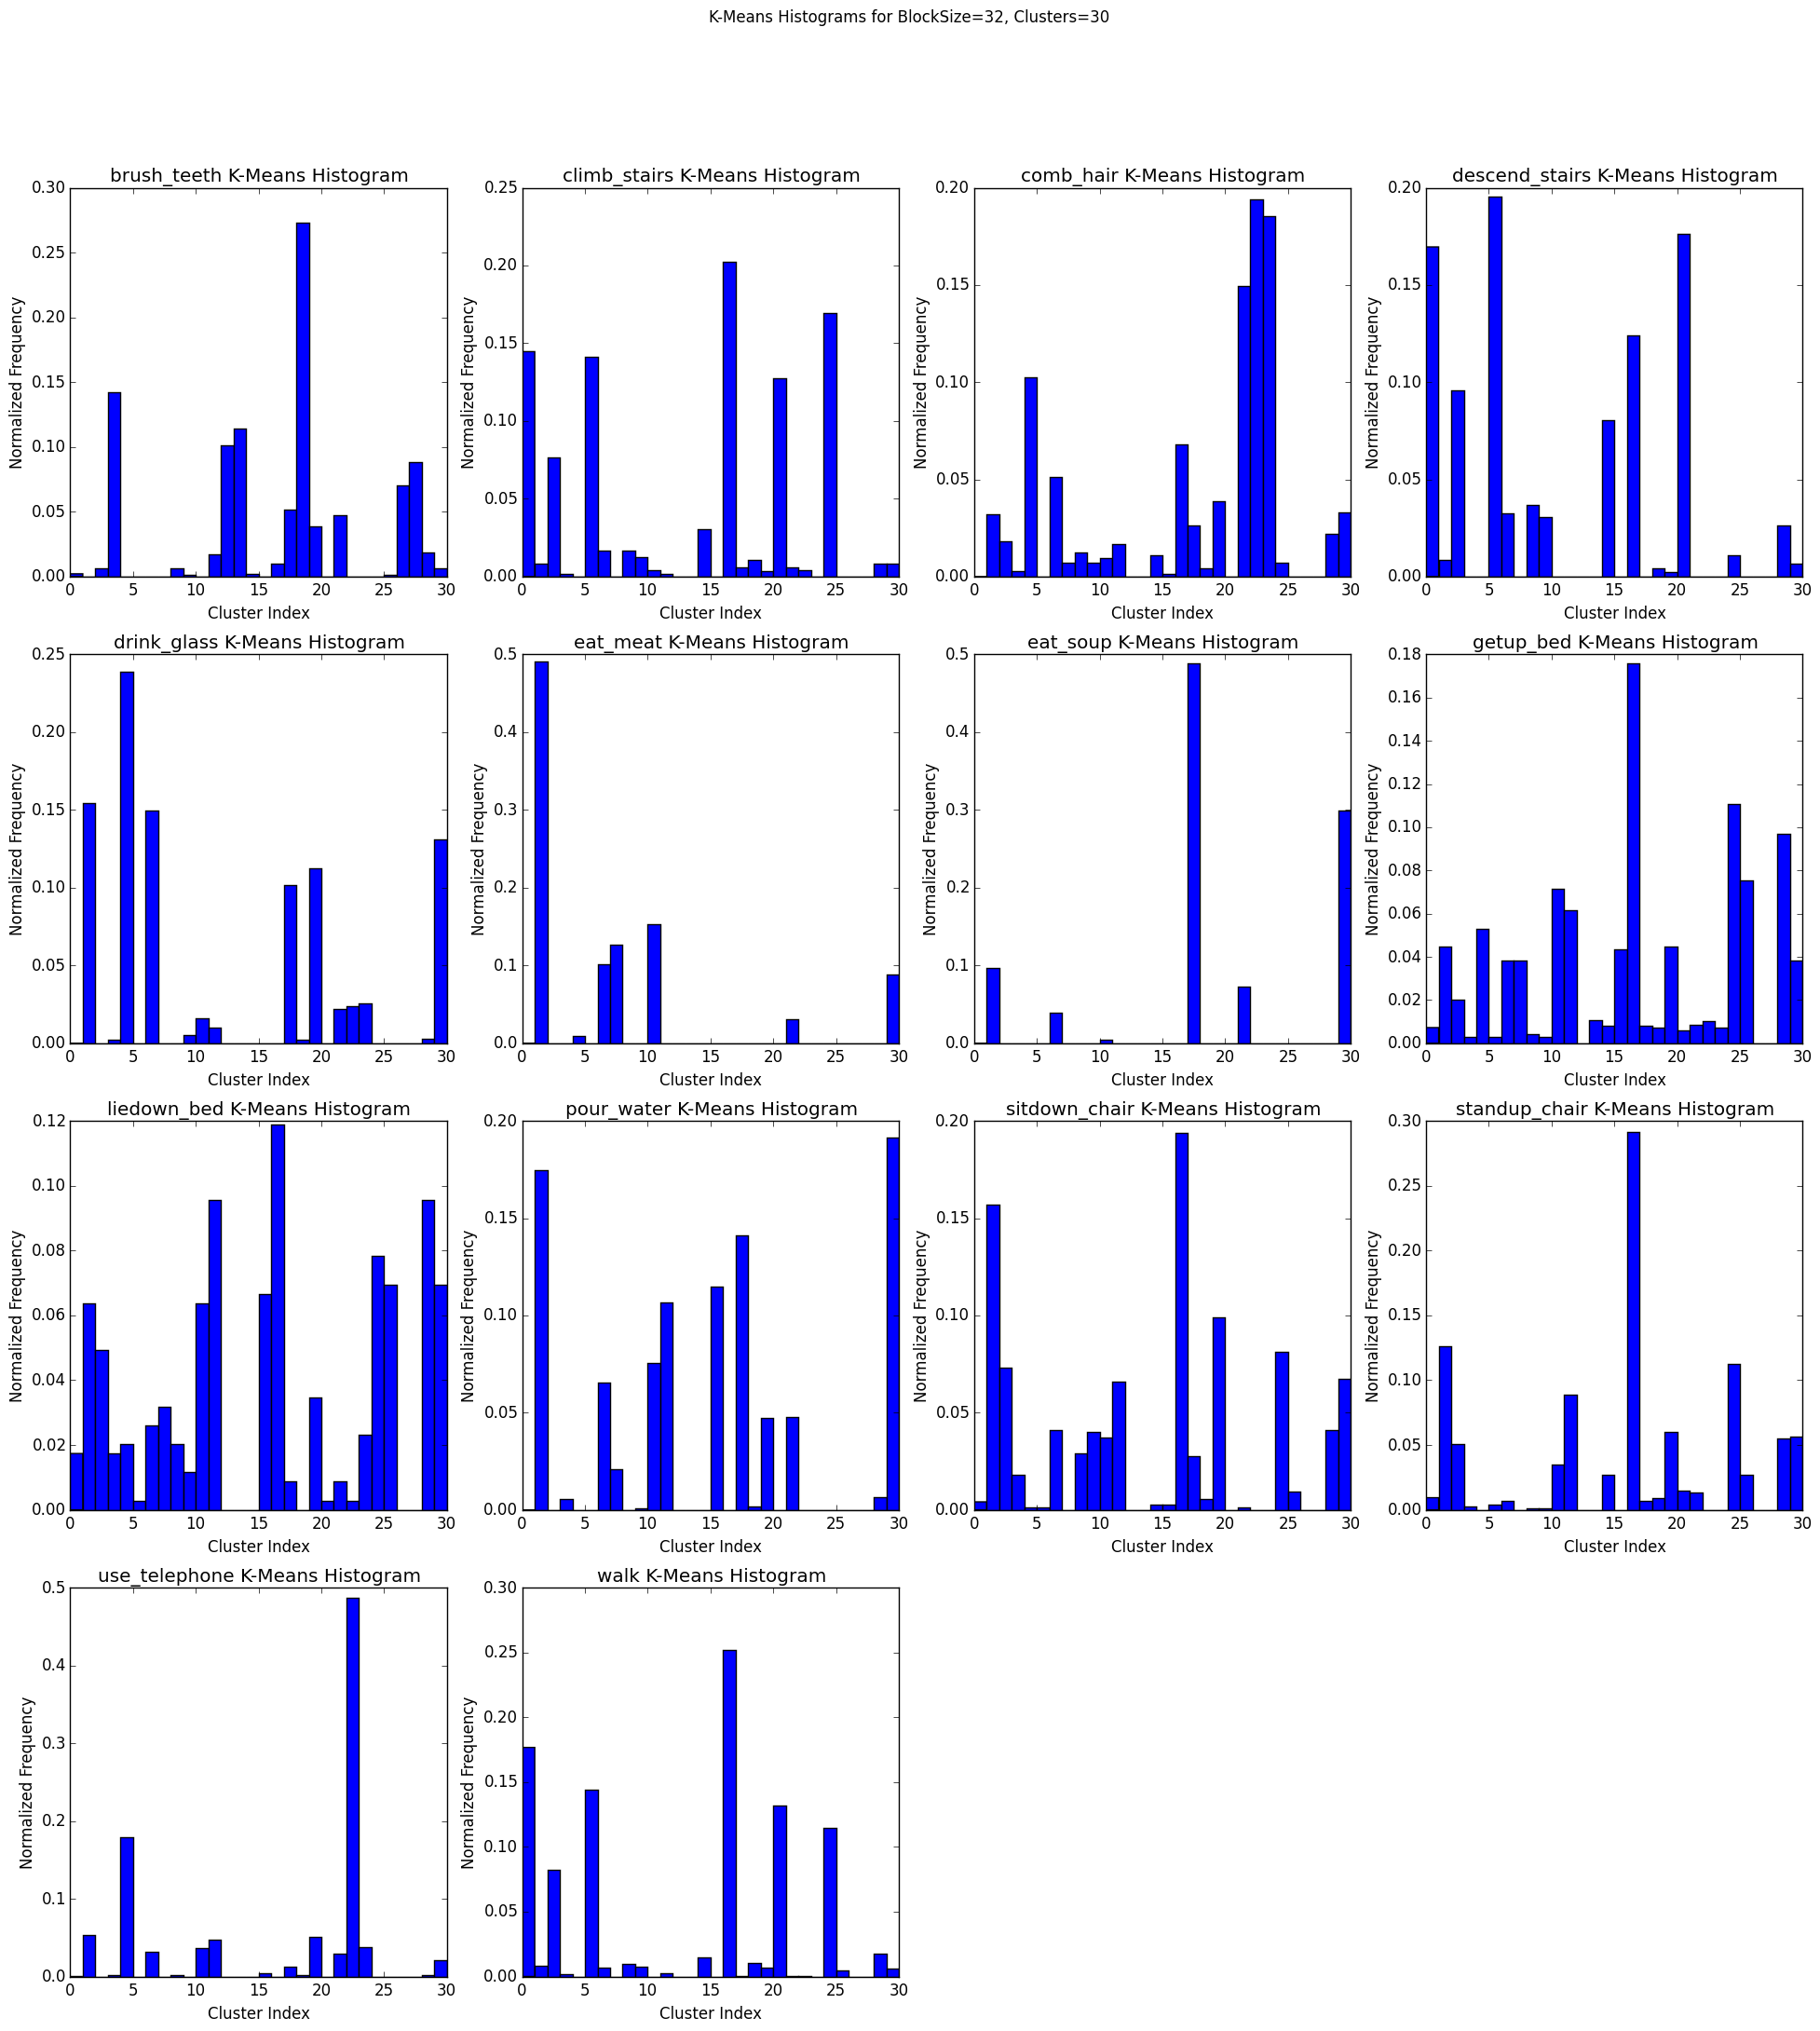 K-Means Histograms for BlockSize=32, Clusters=30
brush_teeth K-Means Histogram
0.30
0.25
0.20
0.15
0.10
0.05
0.00
Normalized Frequency
0 5 10 15 20 25 30
Cluster Index
climb_stairs K-Means Histogram
0.25
0.20
0.15
0.10
0.05
0.00
Normalized Frequency
0 5 10 15 20 25 30
Cluster Index
comb_hair K-Means Histogram
0.20
0.15
0.10
0.05
0.00
Normalized Frequency
0 5 10 15 20 25 30
Cluster Index
descend_stairs K-Means Histogram
0.20
0.15
0.10
0.05
0.00
Normalized Frequency
0 5 10 15 20 25 30
Cluster Index
drink_glass K-Means Histogram
0.25
0.20
0.15
0.10
0.05
0.00
Normalized Frequency
0 5 10 15 20 25 30
Cluster Index
eat_meat K-Means Histogram
0.5
0.4
0.3
0.2
0.1
0.0
Normalized Frequency
0 5 10 15 20 25 30
Cluster Index
eat_soup K-Means Histogram
0.5
0.4
0.3
0.2
0.1
0.0
Normalized Frequency
0 5 10 15 20 25 30
Cluster Index
getup_bed K-Means Histogram
0.18
0.16
0.14
0.12
0.10
0.08
0.06
0.04
0.02
0.00
Normalized Frequency
0 5 10 15 20 25 30
Cluster Index
liedown_bed K-Means Histogram
0.12
0.10
0.08
0.06
0.04
0.02
0.00
Normalized Frequency
0 5 10 15 20 25 30
Cluster Index
pour_water K-Means Histogram
0.20
0.15
0.10
0.05
0.00
Normalized Frequency
0 5 10 15 20 25 30
Cluster Index
sitdown_chair K-Means Histogram
0.20
0.15
0.10
0.05
0.00
Normalized Frequency
0 5 10 15 20 25 30
Cluster Index
standup_chair K-Means Histogram
0.30
0.25
0.20
0.15
0.10
0.05
0.00
Normalized Frequency
0 5 10 15 20 25 30
Cluster Index
use_telephone K-Means Histogram
0.5
0.4
0.3
0.2
0.1
0.0
Normalized Frequency
0 5 10 15 20 25 30
Cluster Index
walk K-Means Histogram
0.30
0.25
0.20
0.15
0.10
0.05
0.00
Normalized Frequency
0 5 10 15 20 25 30
Cluster Index